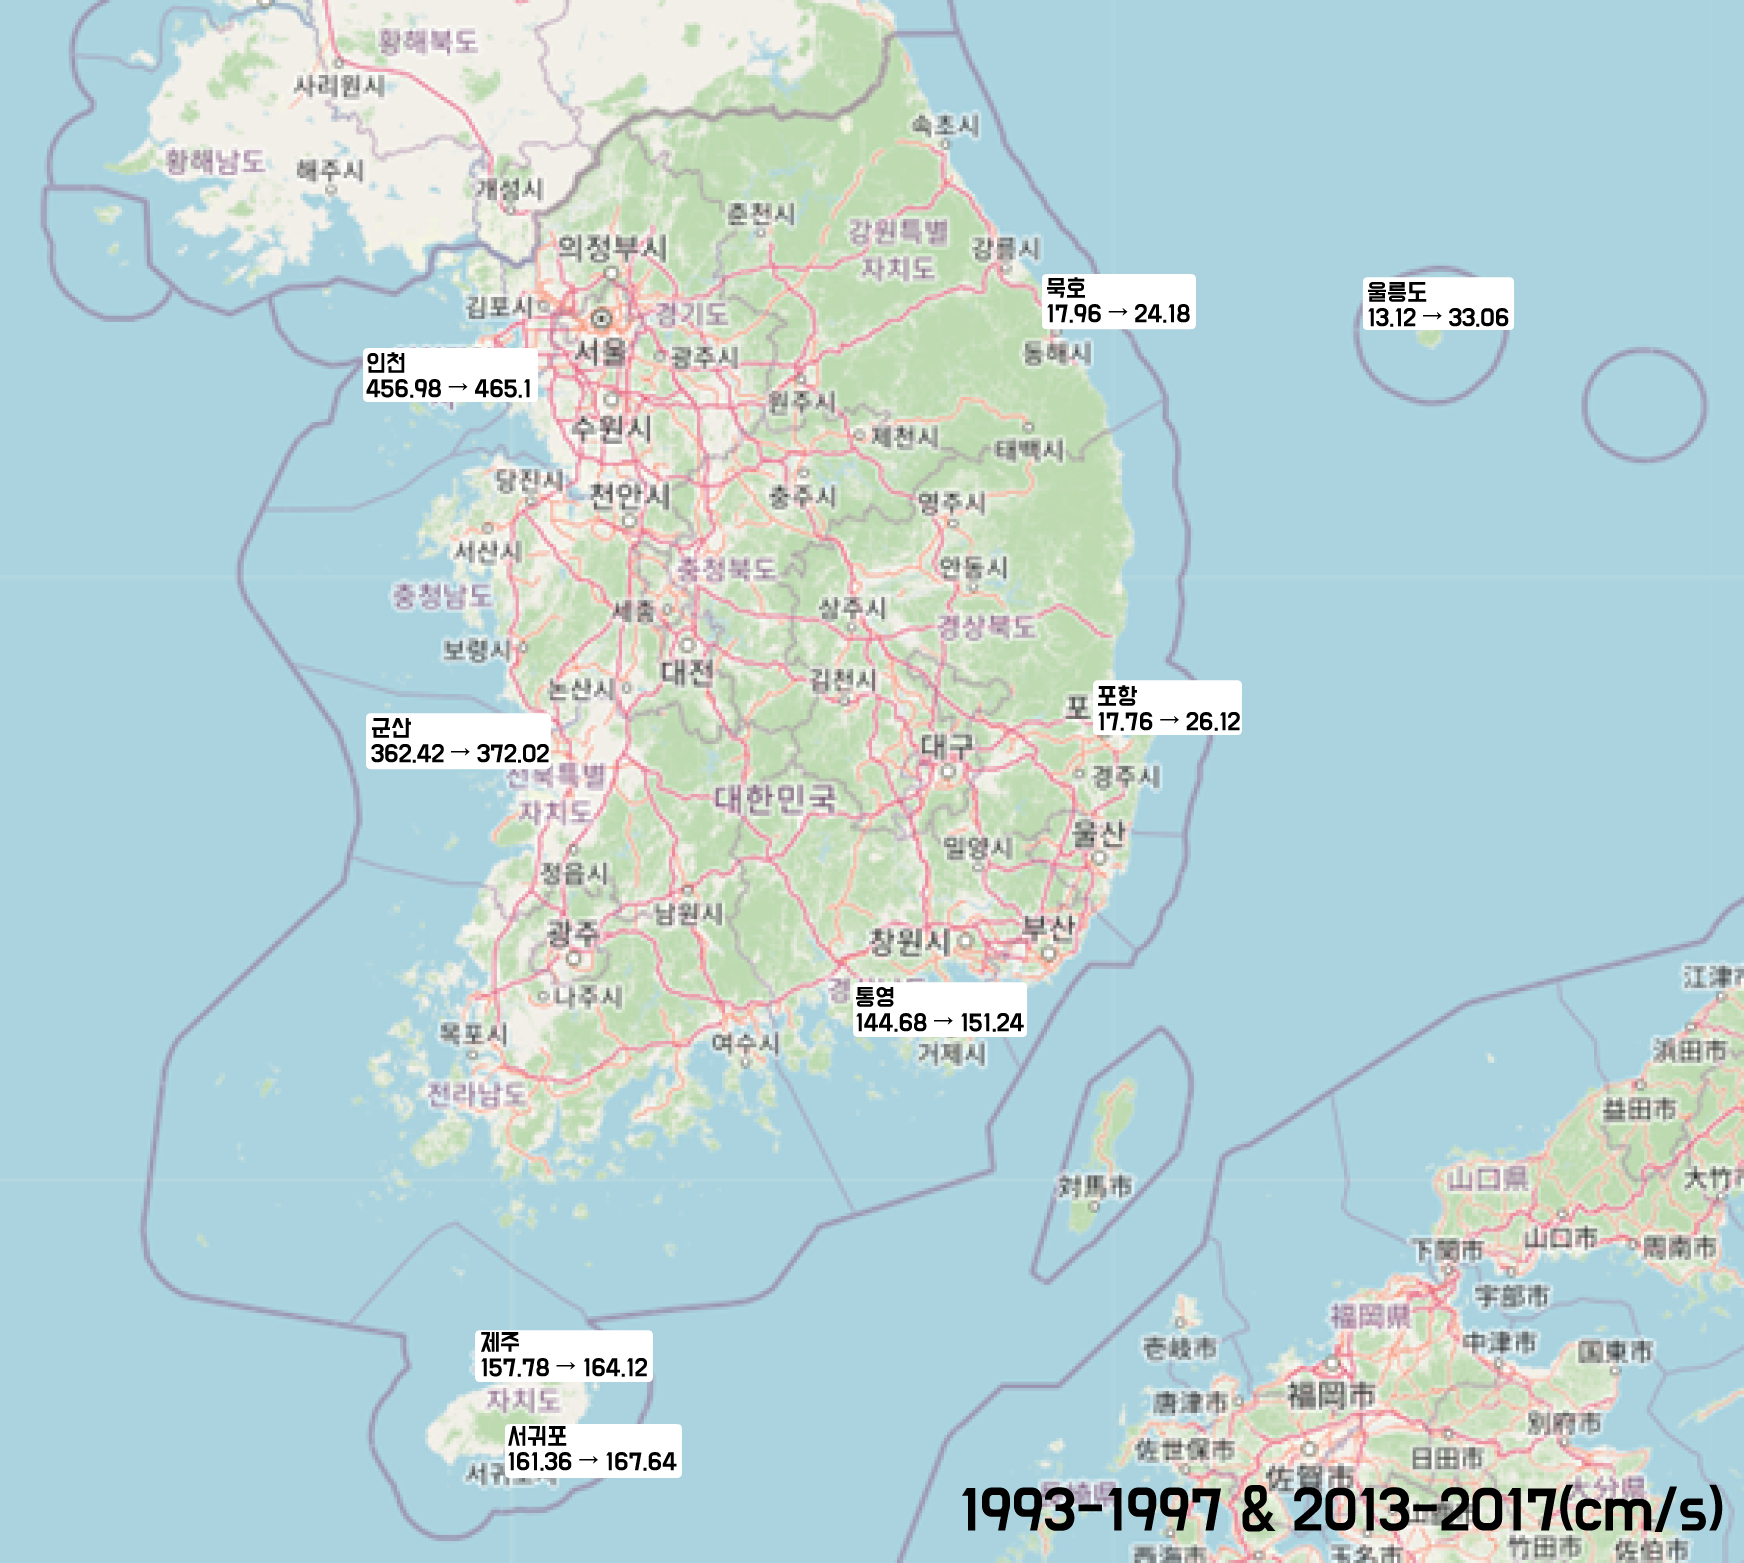 황해북도
사리원시
속초시
황해남도
해주시
개성시
춘천시
강원특별
자치도
의정부시
강릉시
묵호
17.96 → 24.18
울릉도
13.12 → 33.06
김포시
경기도
서울
광주시
동해시
인천
456.98 → 465.1
원주시
수원시
제천시
태백시
당진시
천안시
충주시
영주시
서산시
충청북도
안동시
충청남도
세종
상주시
경상북도
보령시
대전
김천시
논산시
포
포항
17.76 → 26.12
군산
362.42 → 372.02
대구
전북특별
자치도
경주시
대한민국
울산
밀양시
정읍시
남원시
광주
창원시
부산
江津市
나주시
통영
144.68 → 151.24
목포시
여수시
거제시
浜田市
전라남도
益田市
対馬市
山口県
大竹市
下関市
山口市
周南市
宇部市
福岡県
제주
157.78 → 164.12
壱岐市
中津市
国東市
자치도
唐津市
福岡市
別府市
서귀포
161.36 → 167.64
佐世保市
日田市
佐賀市
大分県
長崎県
1993-1997 & 2013-2017(cm/s)
西海市
玉名市
竹田市
佐伯市